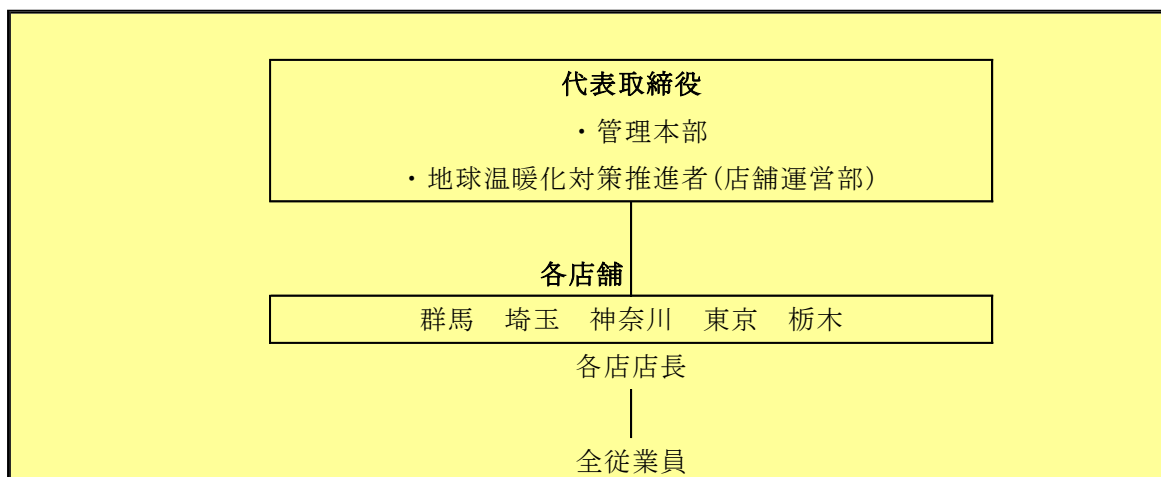 代表取締役
・管理本部
・地球温暖化対策推進者(店舗運営部)
各店舗
群馬　埼玉　神奈川　東京　栃木
各店店長
全従業員